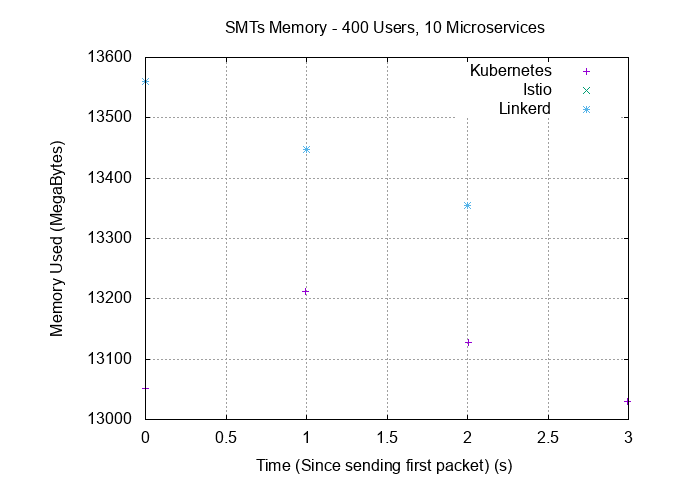 SMTs Memory - 400 Users, 10 Microservices
13600
13500
13400
13300
13200
13100
13000
Memory Used (MegaBytes)
Kubernetes
Istio
Linkerd
0 0.5 1 1.5 2 2.5 3
Time (Since sending first packet) (s)